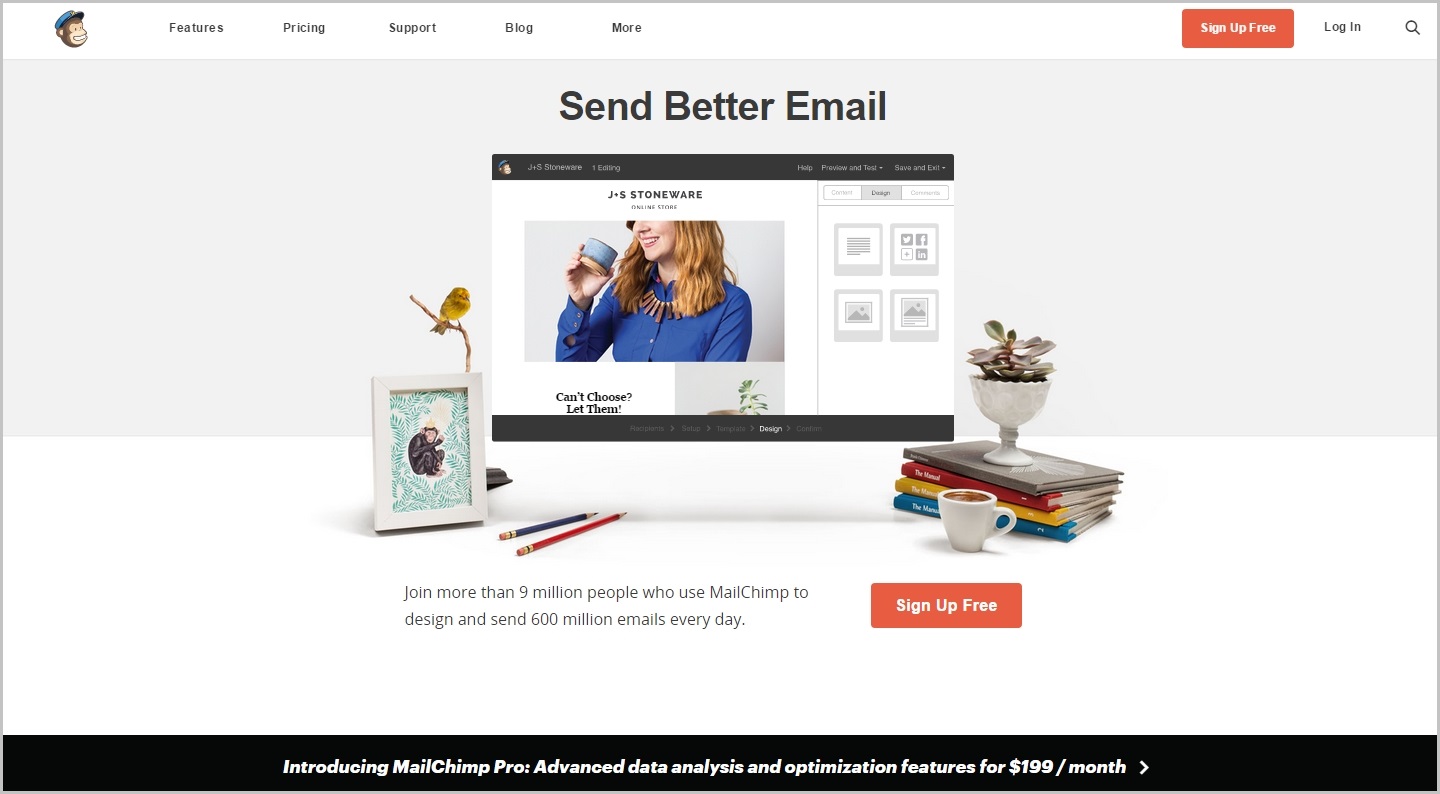 Features Pricing Support Blog More Sign Up Free Log In
Send Better Email
J+S Stoneware 1 Editing Help Preview and Test Save and Exit
Content Design Comments
J+S STONEWARE
ONLINE STORE
Can't Choose?
Let Them!
Recipients Setup Template Design Confirm
The Manual
The Manual
Join more than 9 million people who use MailChimp to
design and send 600 million emails every day.
Sign Up Free
Introducing MailChimp Pro: Advanced data analysis and optimization features for $199 / month